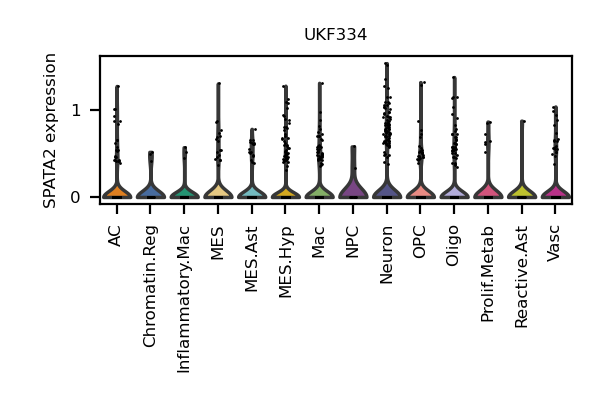 UKF334
SPATA2 expression
1
0
AC
Chromatin.Reg
Inflammatory.Mac
MES
MES.Ast
MES.Hyp
Mac
NPC
Neuron
OPC
Oligo
Prolif.Metab
Reactive.Ast
Vasc